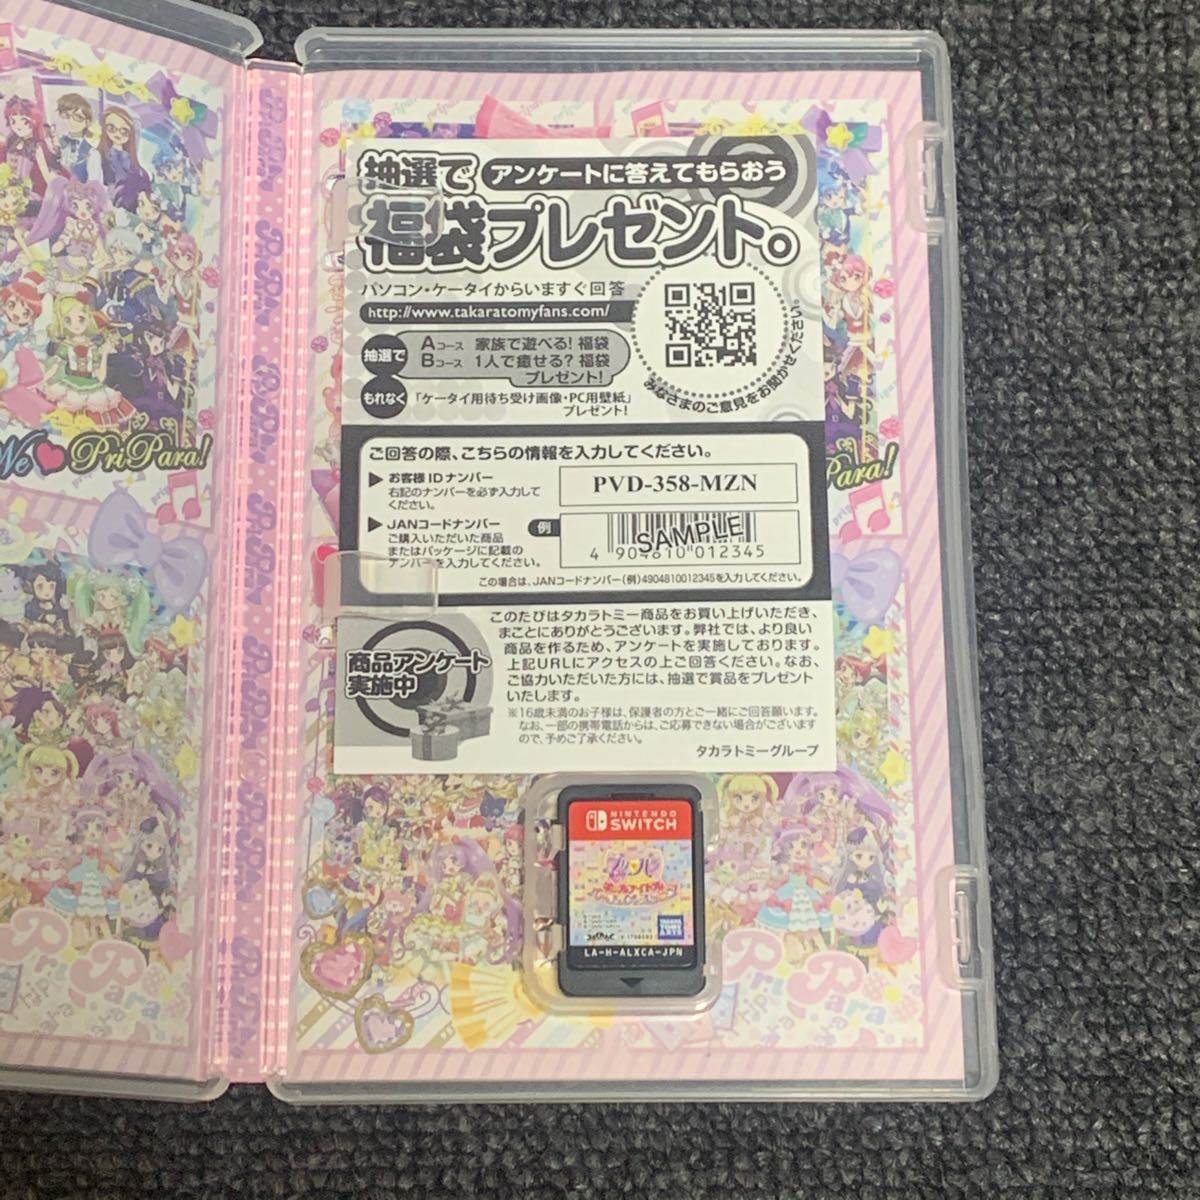 抽選で アンケートに答えてもらおう
福袋プレゼント。
パソコン・ケータイからいますぐ回答
http://www.takaratomyfans.com/
抽選で
Aコース 家族で遊べる! 福袋
Bコース 1人で癒せる? 福袋
プレゼント!
もれなく
「ケータイ用待ち受け画像・PC用壁紙」
プレゼント!
みなさまのご意見をお聞かせください。
ご回答の際、こちらの情報を入力してください。
お客様IDナンバー
右記のナンバーを必ず入力して
ください。
PVD-358-MZN
JANコードナンバー
ご購入いただいた商品
またはパッケージに記載の
ナンバーを入力してください。
例
SAMPLE
4 904810 012345
この場合は、JANコードナンバー(例)4904810012345を入力してください。
商品アンケート
実施中
このたびはタカラトミー商品をお買い上げいただき、
まことにありがとうございます。弊社では、より良い
商品を作るため、アンケートを実施しております。
上記URLにアクセスの上ご回答ください。なお、
ご協力いただいた方には、抽選で賞品をプレゼント
いたします。
※16歳未満のお子様は、保護者の方とご一緒にご回答願います。
なお、一部の携帯電話からは、ご応募できない場合がございます
ので、予めご了承ください。
タカラトミーグループ
NINTENDO
SWITCH
TAKARA
TOMY
ARTS
LA-H-ALXCA-JPN
We PriPara!
Para!
PriPara
PriPara